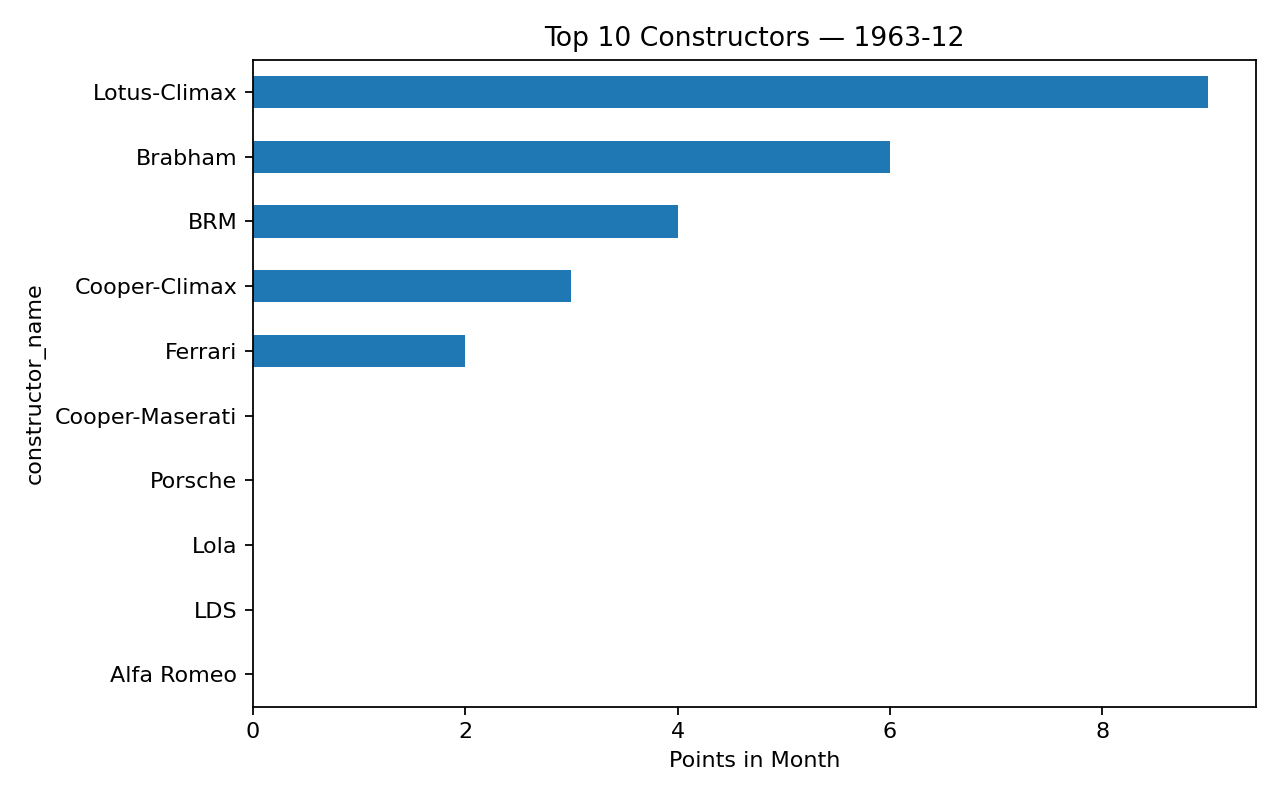 Top 10 Constructors — 1963-12
constructor_name
Lotus-Climax
Brabham
BRM
Cooper-Climax
Ferrari
Cooper-Maserati
Porsche
Lola
LDS
Alfa Romeo
0 2 4 6 8
Points in Month